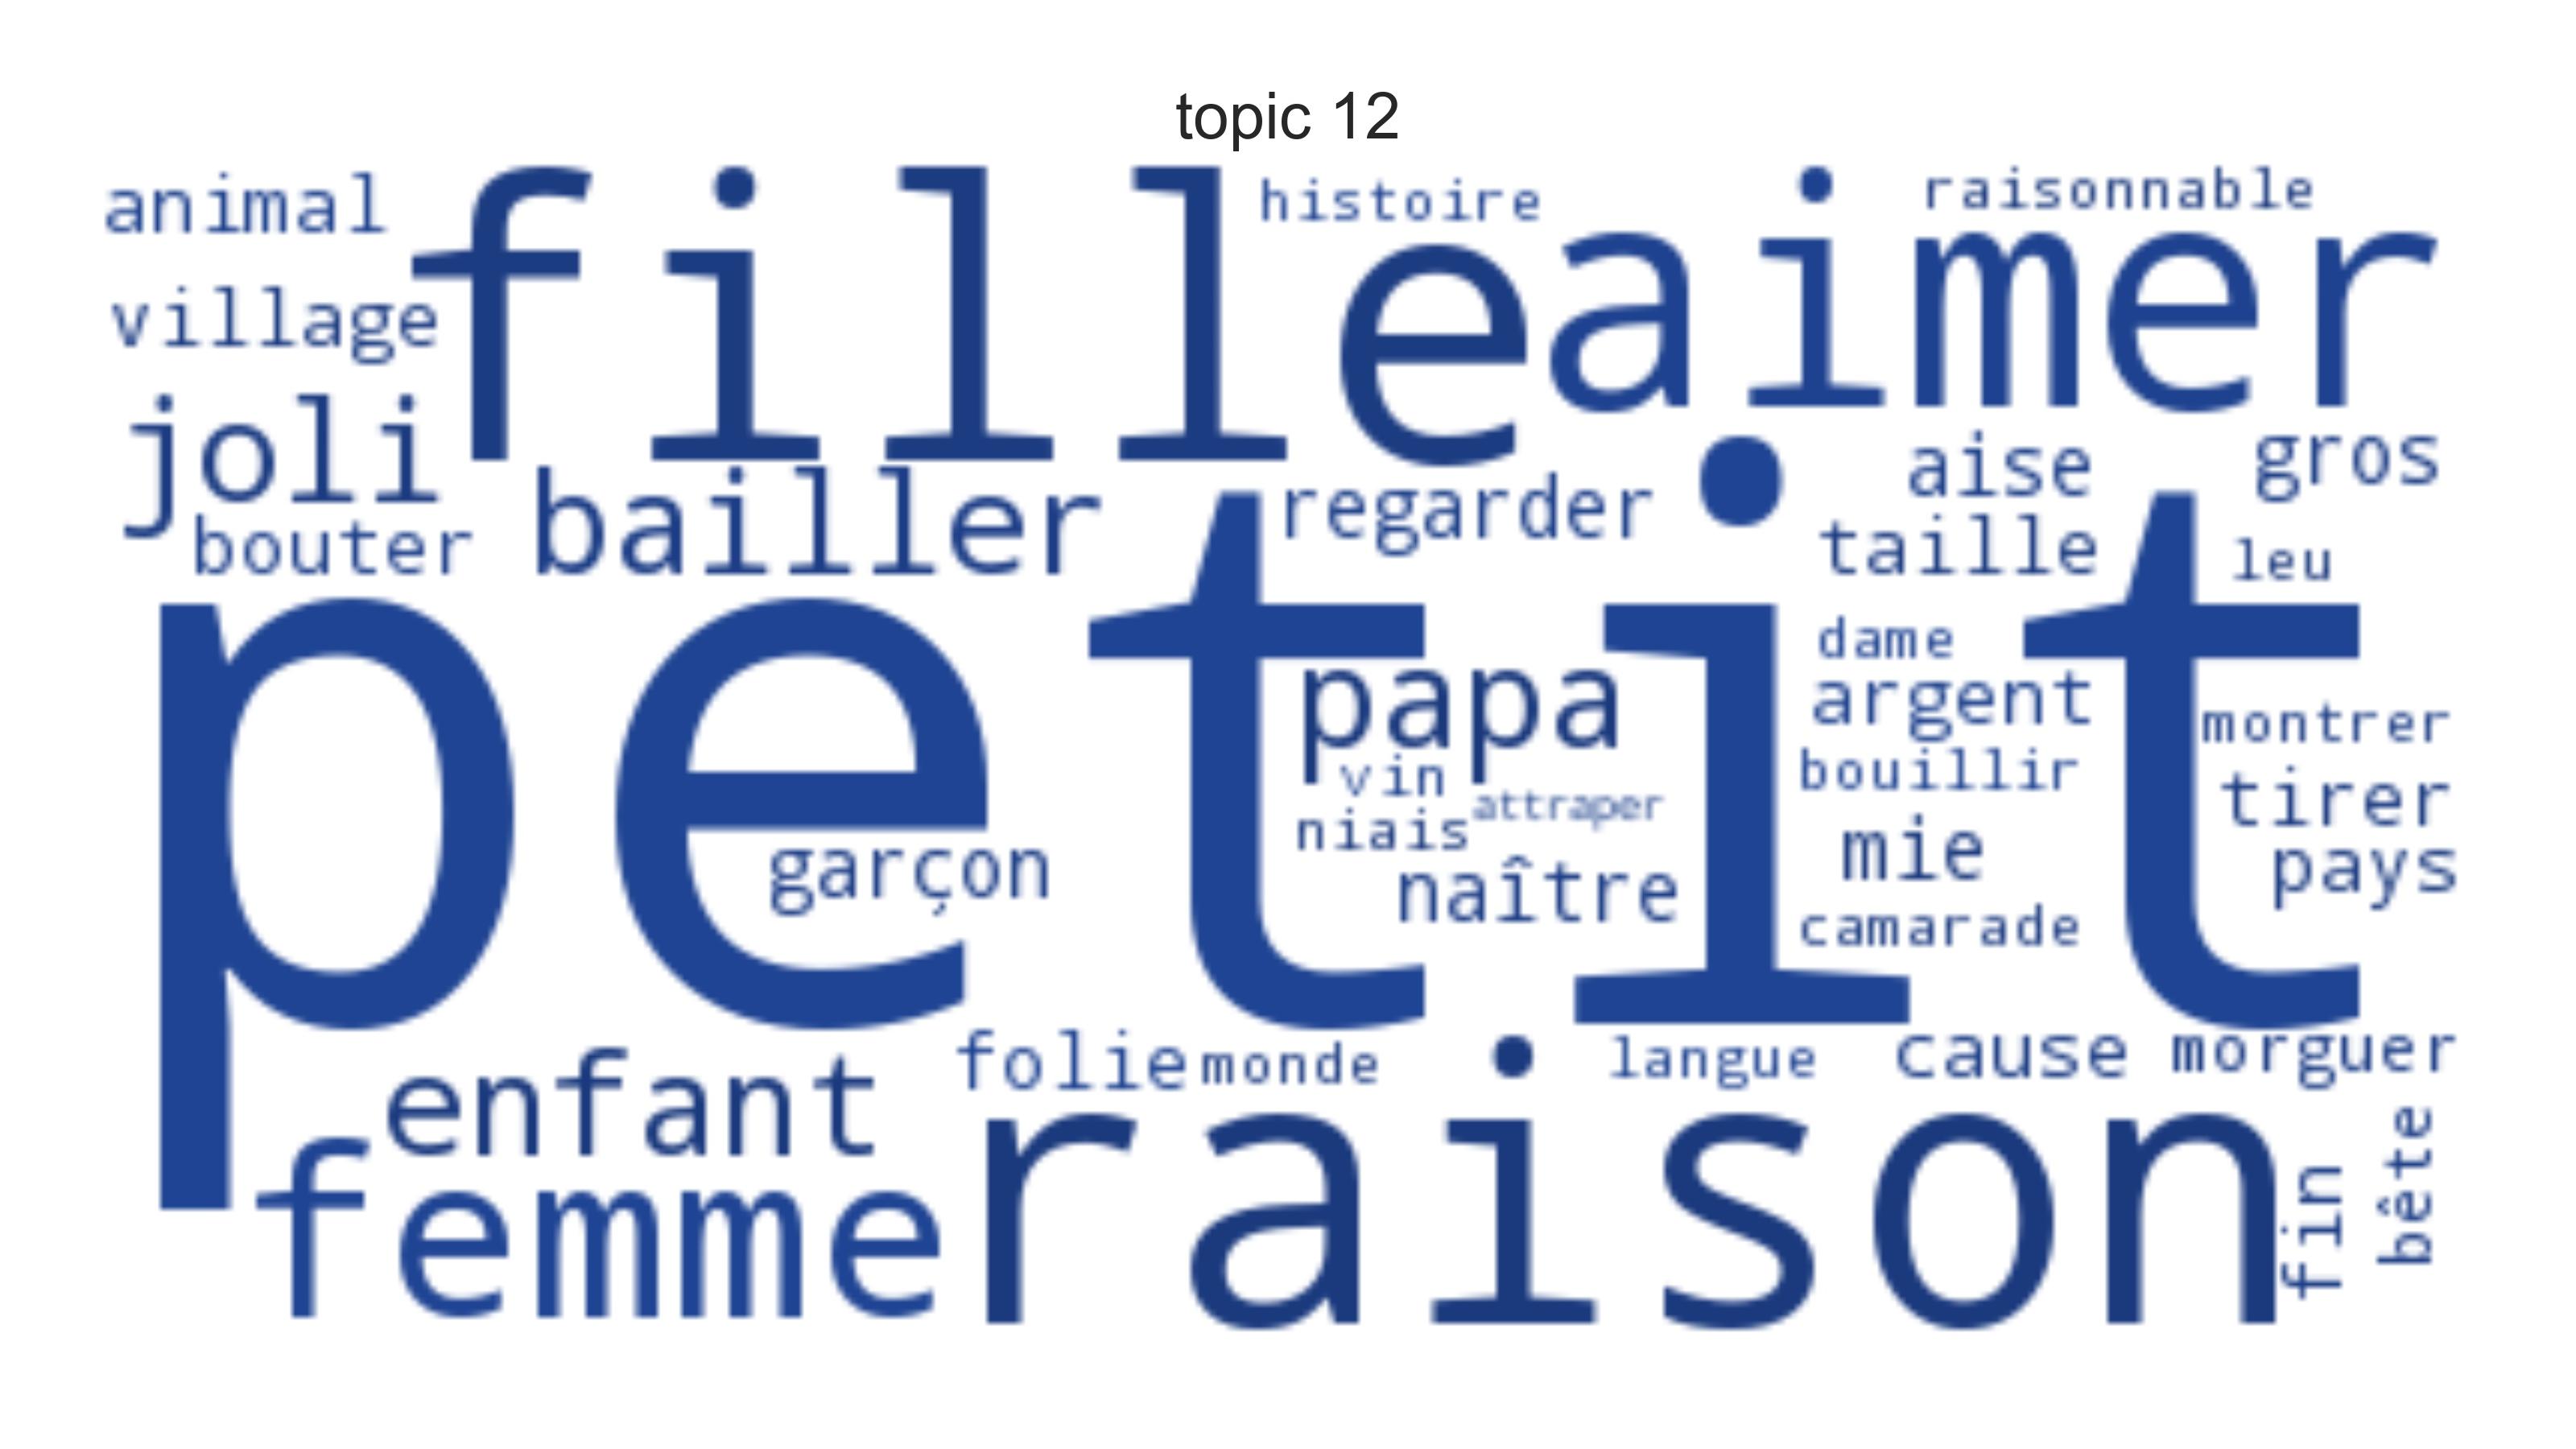 topic 12
animal
fille
histoire
aimer
raisonnable
village
joli
bouter
bailler
regarder
aise
gros
taille
leu
petit
dame
papa
argent
montrer
vin
attraper
bouillir
tirer
niais
garçon
naître
mie
pays
camarade
enfant
folie
monde
langue
cause
morguer
femme
raison
fin
bête